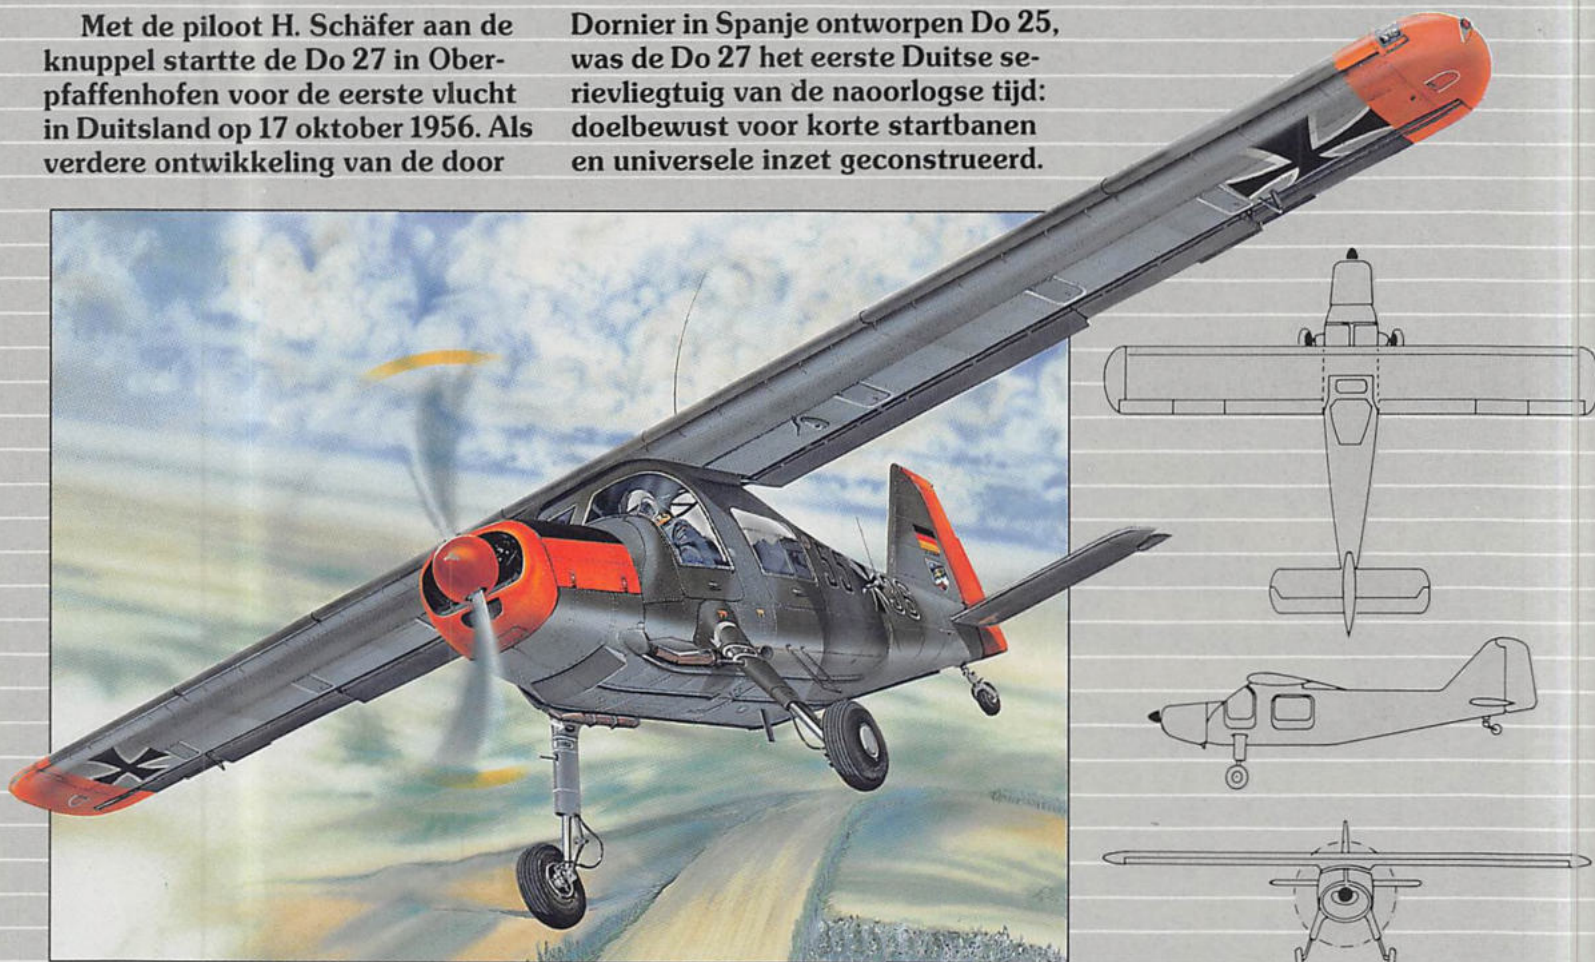 Met de piloot H. Schäfer aan de
knuppel startte de Do 27 in Ober-
pfaffenhofen voor de eerste vlucht
in Duitsland op 17 oktober 1956. Als
verdere ontwikkeling van de door
Dornier in Spanje ontworpen Do 25,
was de Do 27 het eerste Duitse se-
rievliegtuig van de naoorlogse tijd:
doelbewust voor korte startbanen
en universele inzet geconstrueerd.
55